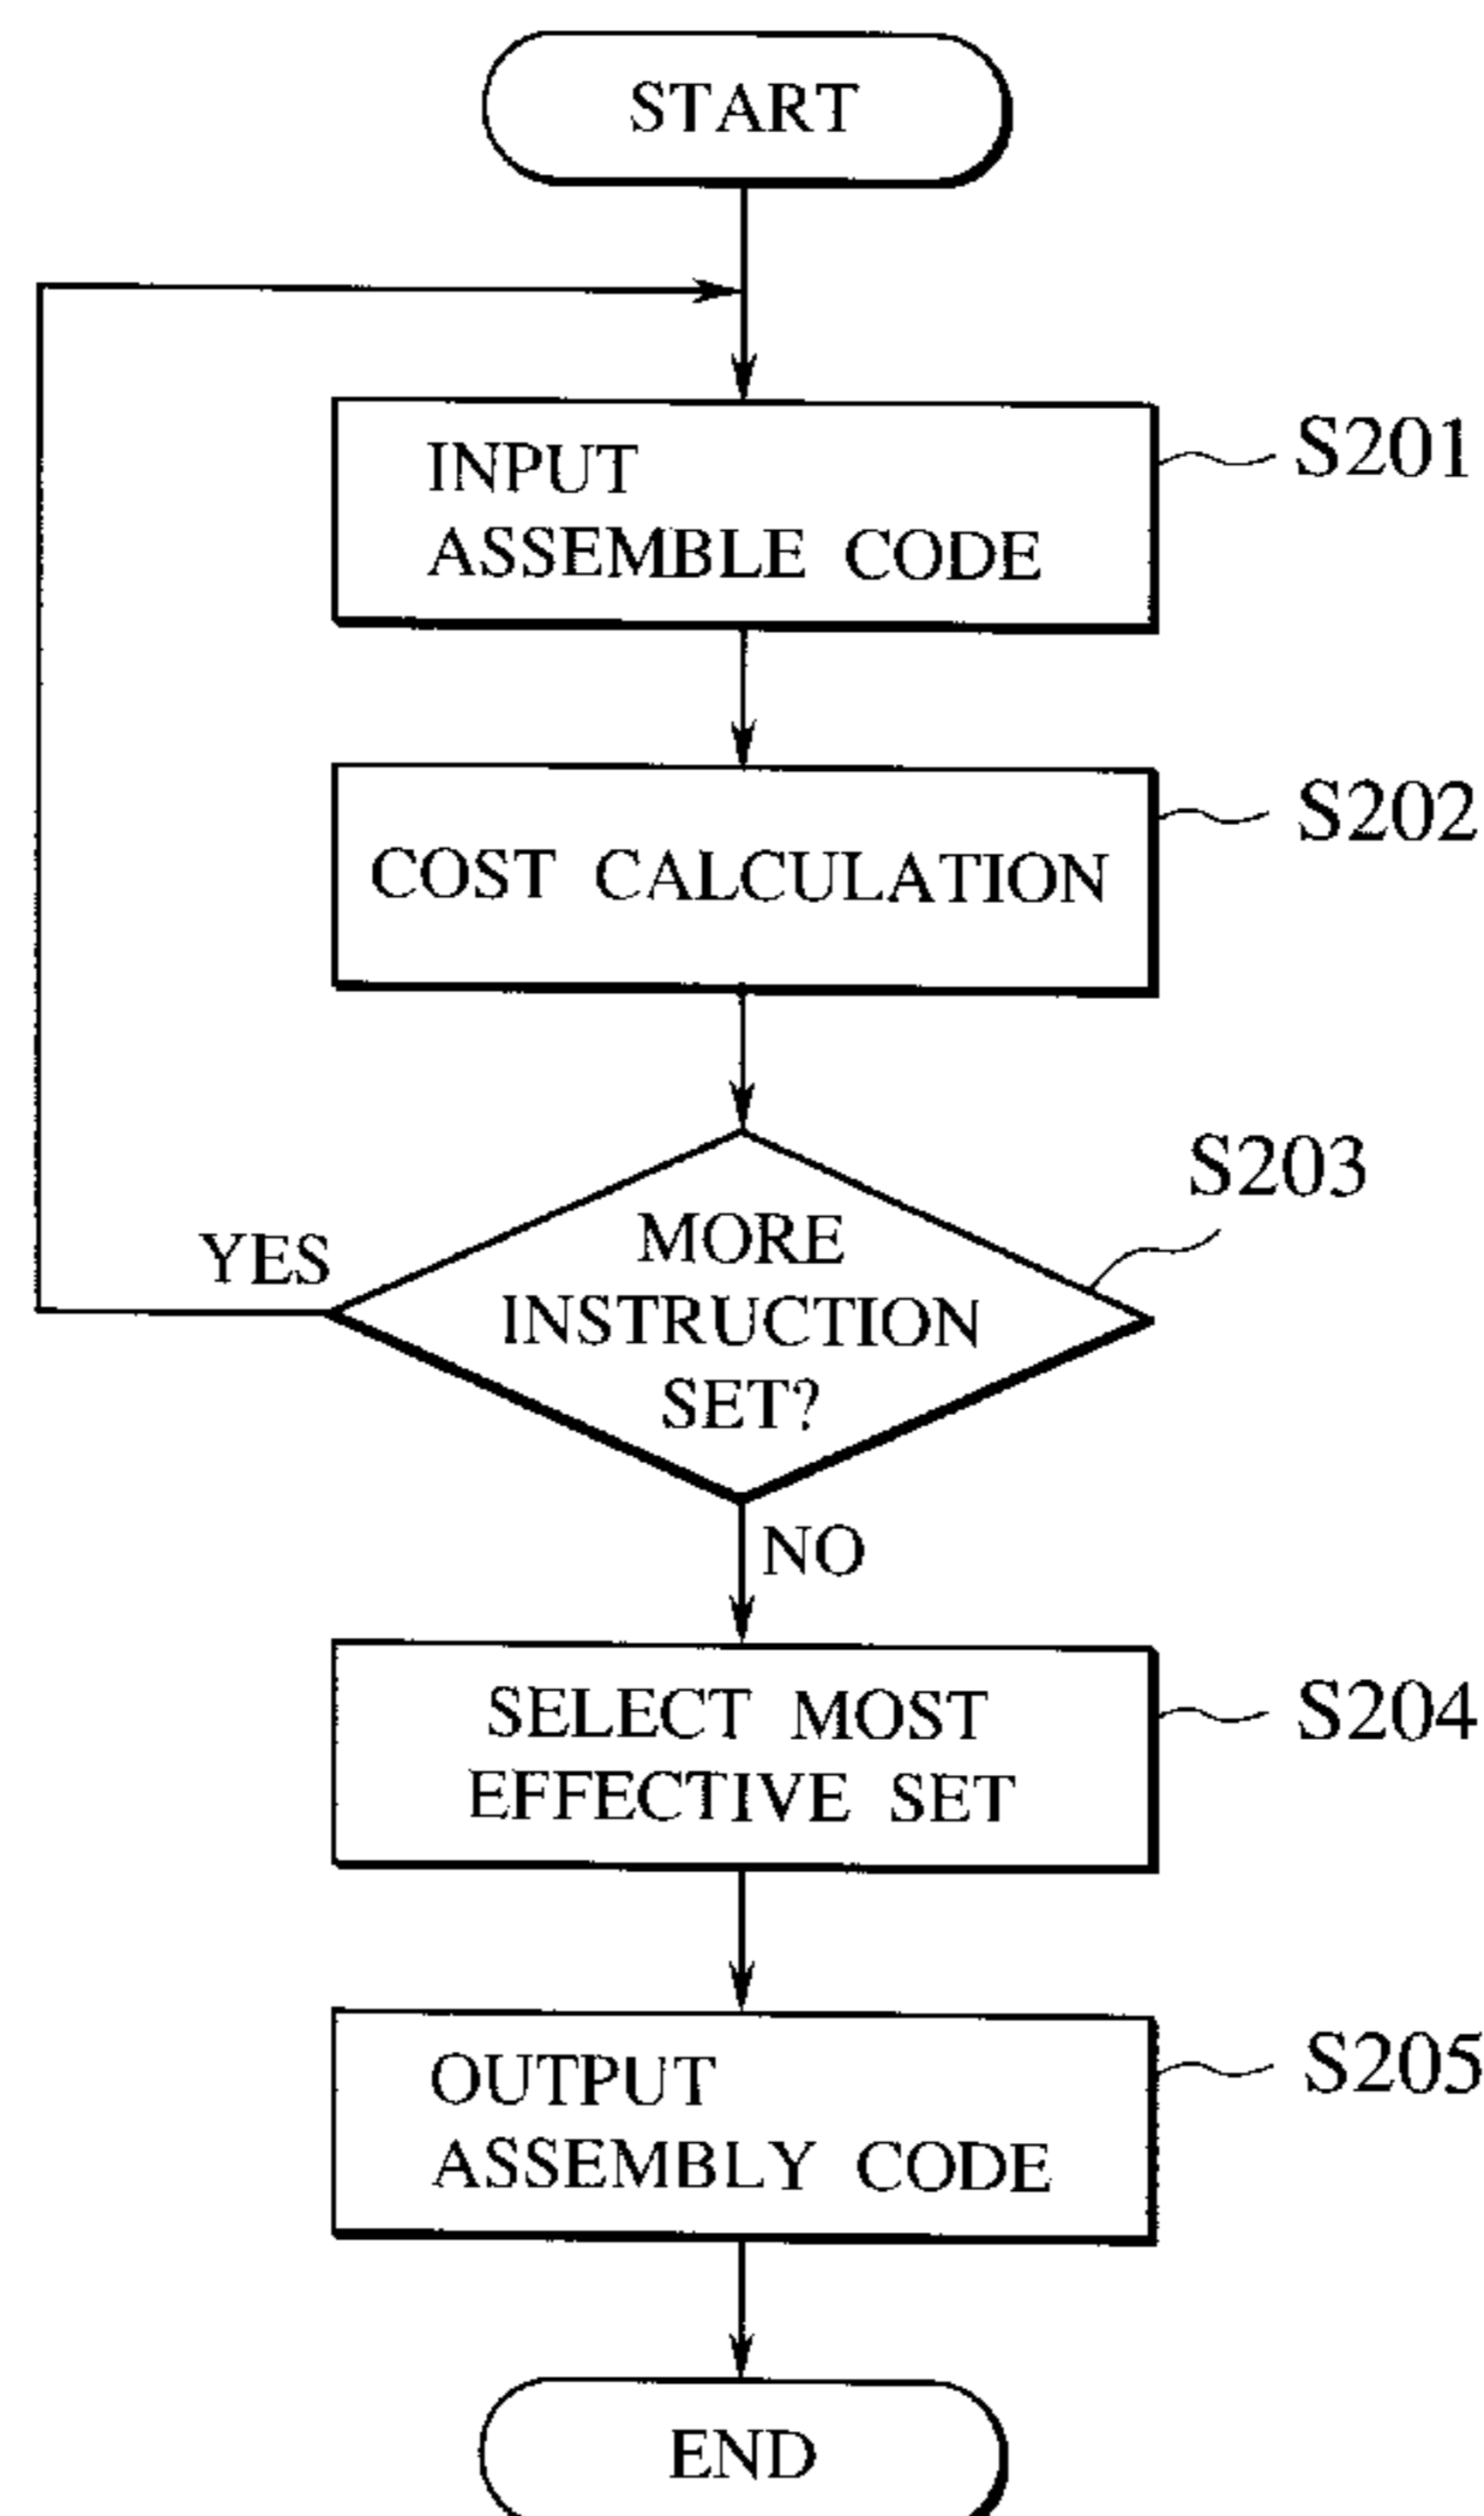 START
INPUT
ASSEMBLE CODE
S201
COST CALCULATION
S202
S203
MORE
INSTRUCTION
SET?
YES
NO
SELECT MOST
EFFECTIVE SET
S204
OUTPUT
ASSEMBLY CODE
S205
END